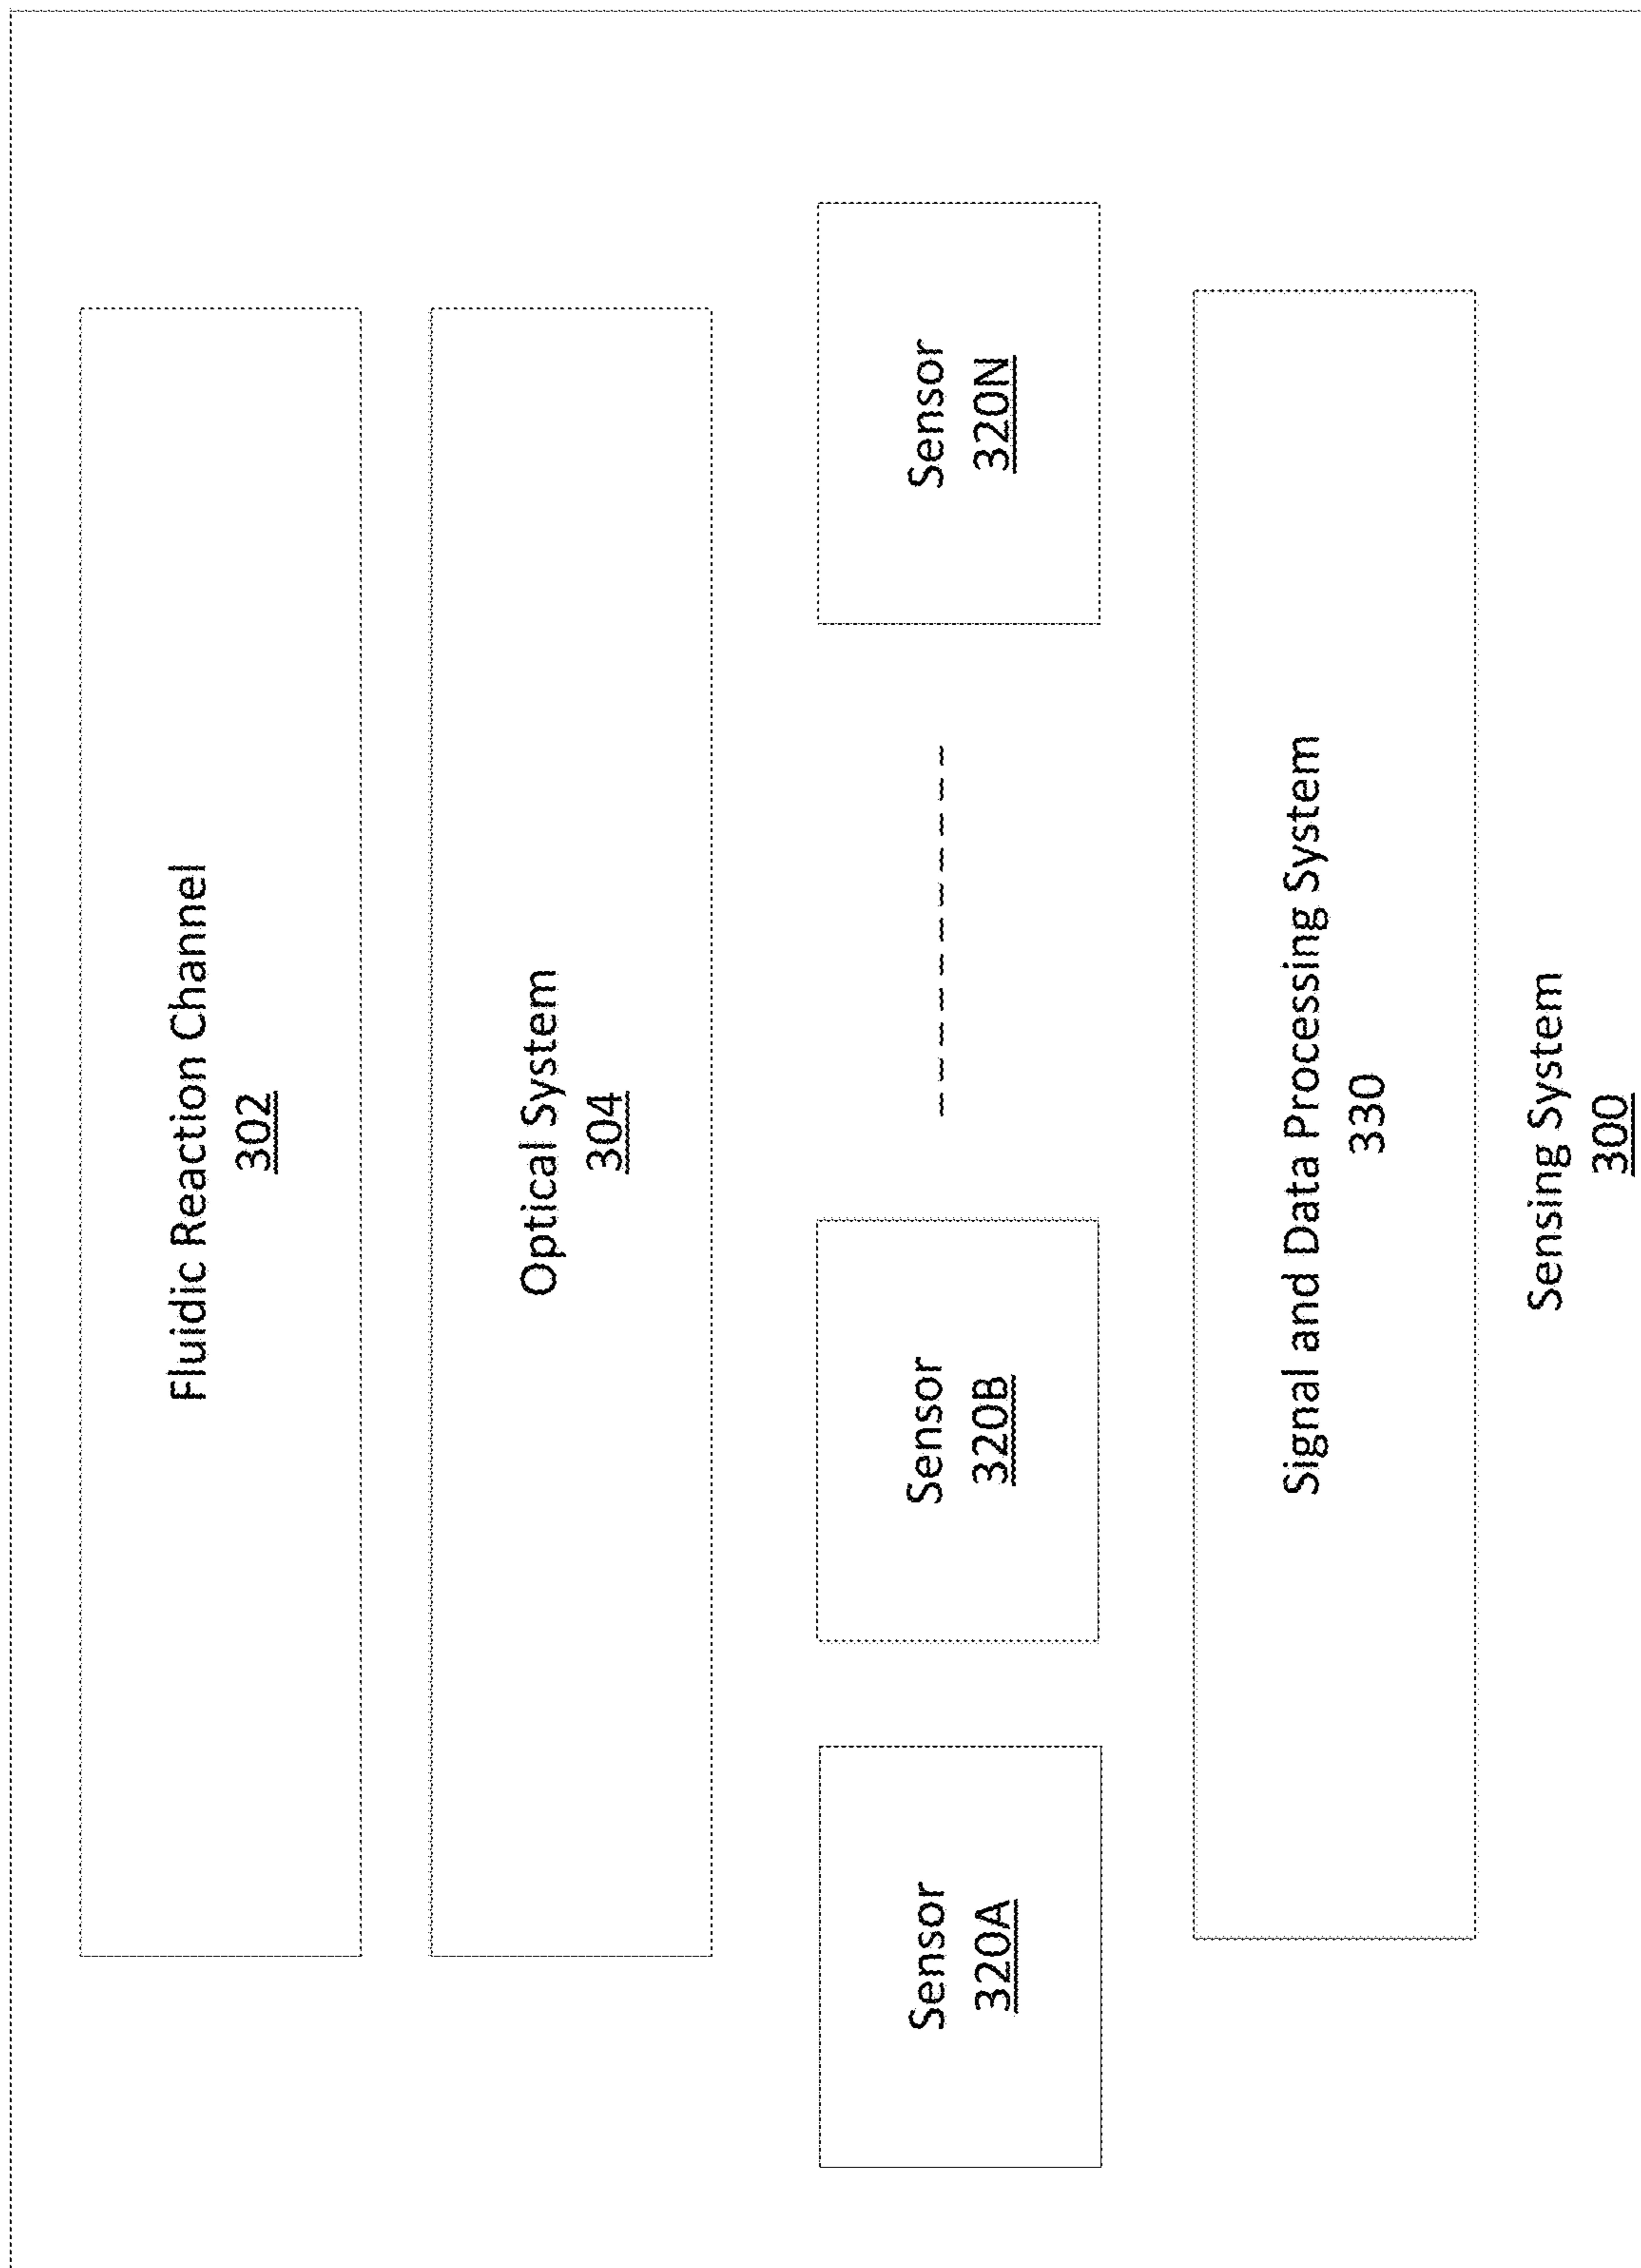 Fluidic Reaction Channel
302
Optical System
304
Sensor
320A
Sensor
320B
Sensor
320N
Signal and Data Processing System
330
Sensing System
300